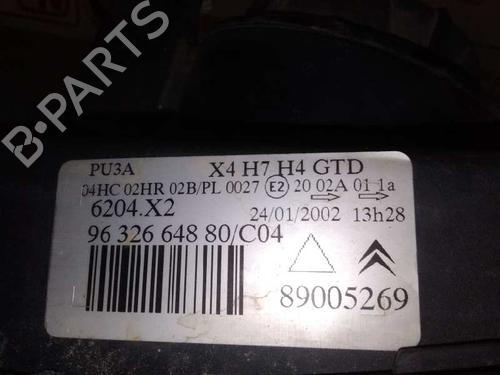 PU3A X4 H7 H4 GTD
04HC 02HR 02B/PL 0027 E2 20 02A 01 1a
6204.X2 24/01/2002 13h28
96 326 648 80/C04
89005269
B-PARTS